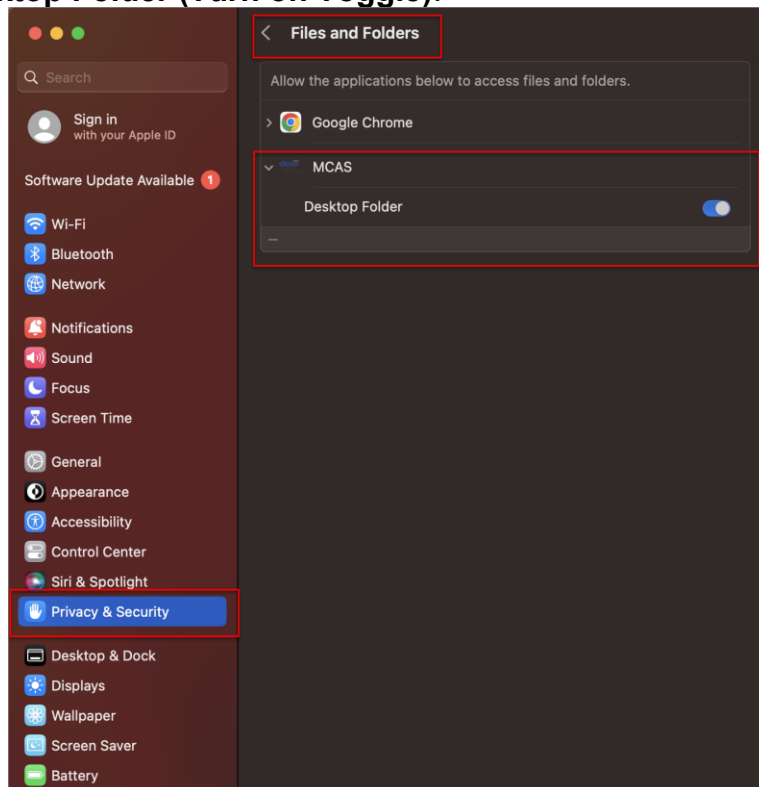 Files and Folders
Search
Allow the applications below to access files and folders.
Sign in
with your Apple ID
Google Chrome
MCAS
Software Update Available 1
Desktop Folder
Wi-Fi
Bluetooth
Network
Notifications
Sound
Focus
Screen Time
General
Appearance
Accessibility
Control Center
Siri & Spotlight
Privacy & Security
Desktop & Dock
Displays
Wallpaper
Screen Saver
Battery